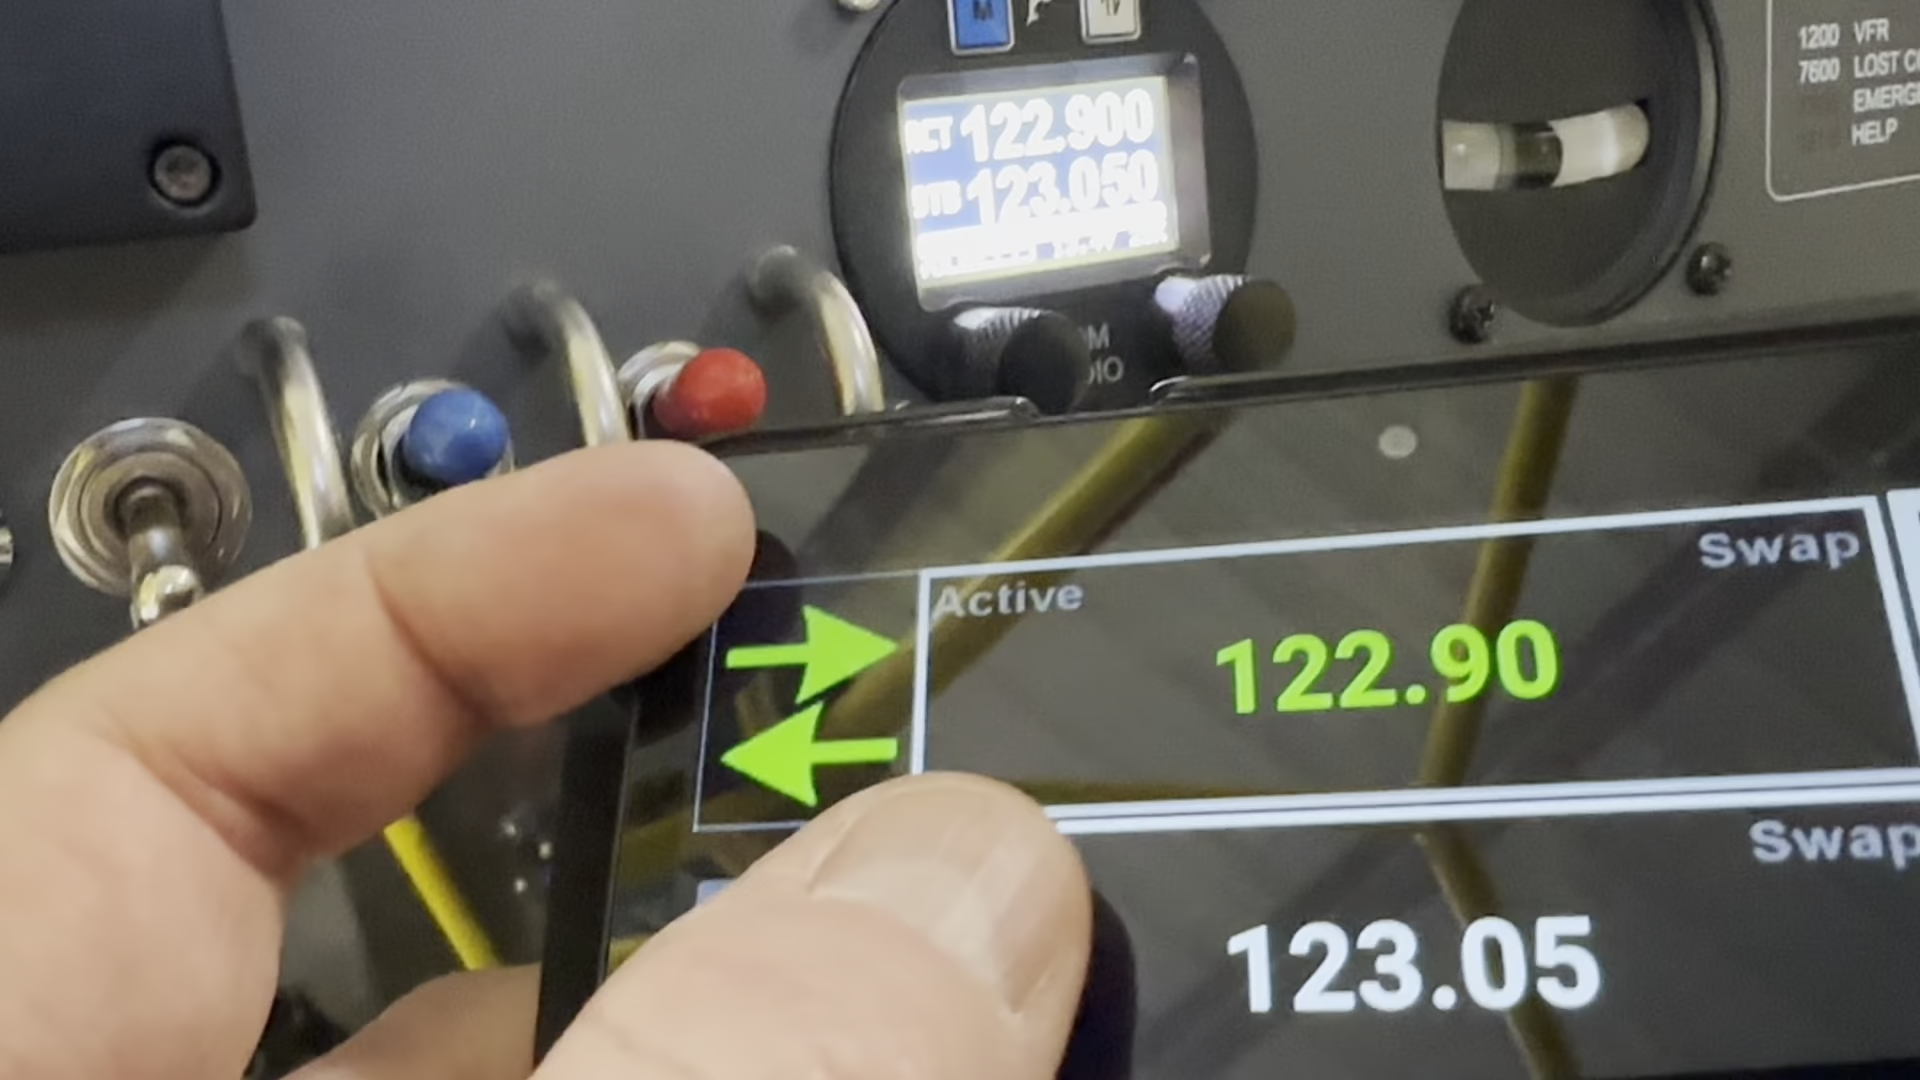 M
ACT 122.900
STB 123.050
1200 VFR
7600 LOST C
EMERG
HELP
Swap
Active
122.90
Swap
123.05